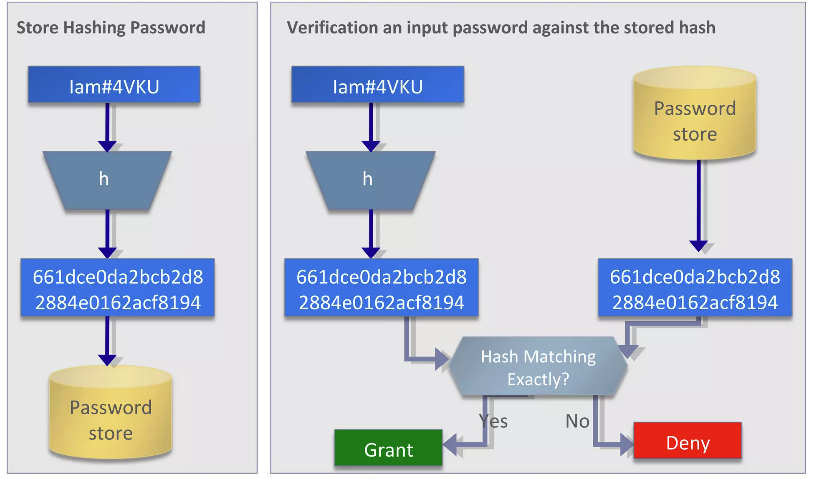 Store Hashing Password
Iam#4VKU
h
661dce0da2bcb2d8
2884e0162acf8194
Password
store
Verification an input password against the stored hash
Iam#4VKU
h
661dce0da2bcb2d8
2884e0162acf8194
Password
store
661dce0da2bcb2d8
2884e0162acf8194
Hash Matching
Exactly?
Yes
No
Grant
Deny